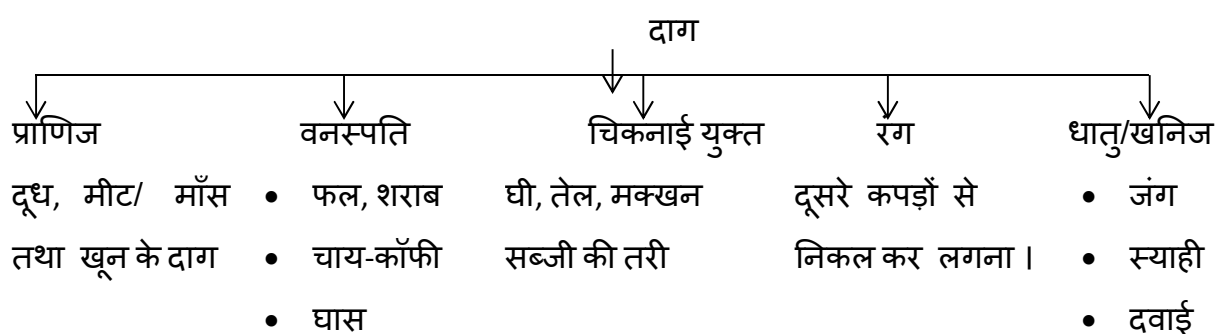 दाग
प्राणिज वनस्पति चिकनाई युक्त रंग धातु/खनिज
दूध, मीट/ माँस • फल, शराब घी, तेल, मक्खन दूसरे कपड़ों से • जंग
तथा खून के दाग • चाय-कॉफी सब्जी की तरी निकल कर लगना । • स्याही
• घास • दवाई